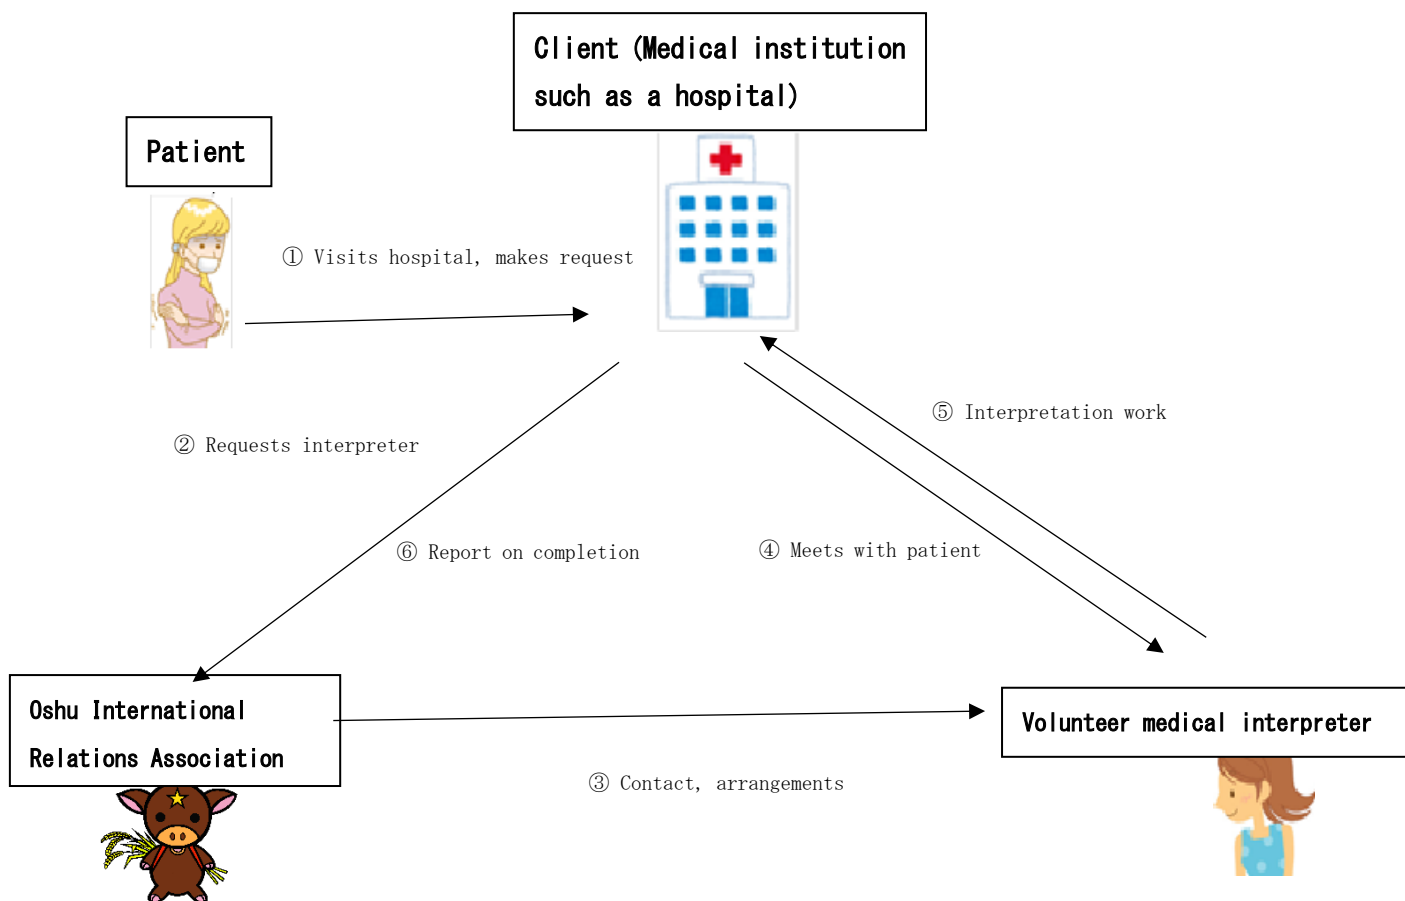 Client (Medical institution
such as a hospital)
Patient
① Visits hospital, makes request
⑤ Interpretation work
② Requests interpreter
⑥ Report on completion
④ Meets with patient
Oshu International
Relations Association
Volunteer medical interpreter
③ Contact, arrangements